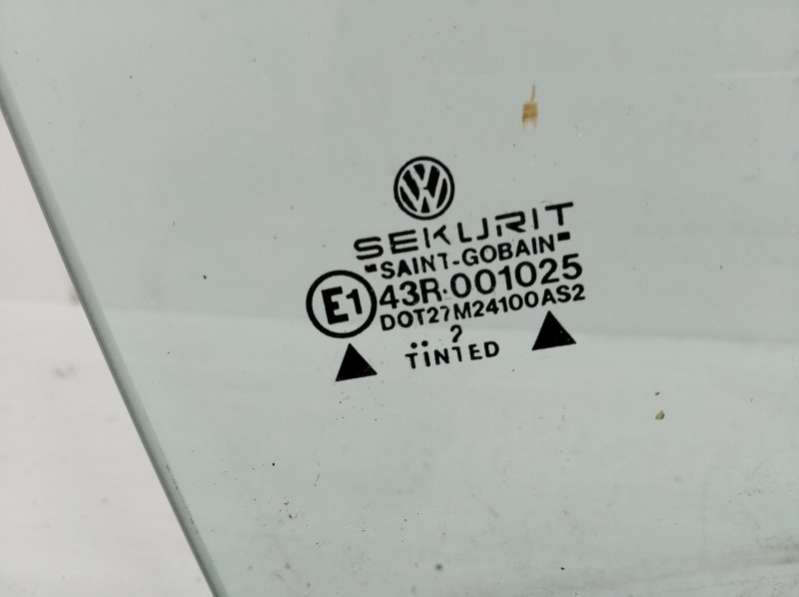 SEKURIT
"SAINT-GOBAIN"
E1 43R-001025
DOT27M24100AS2
..?
TINTED